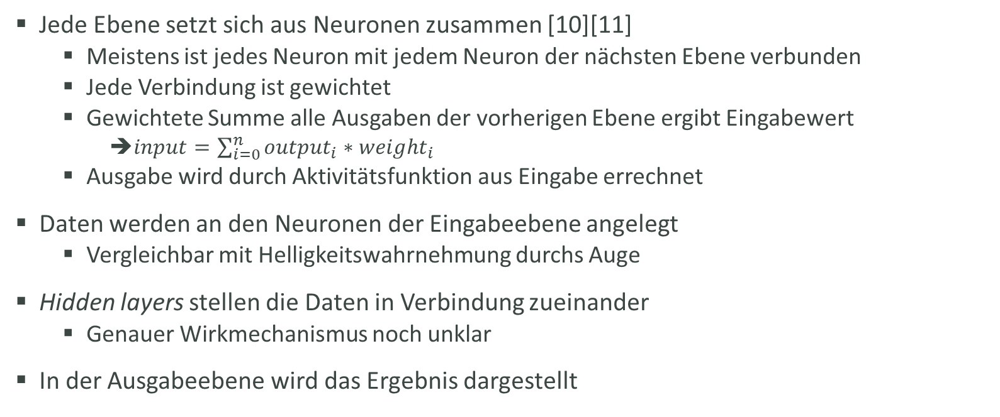 ▪ Jede Ebene setzt sich aus Neuronen zusammen [10][11]
▪ Meistens ist jedes Neuron mit jedem Neuron der nächsten Ebene verbunden
▪ Jede Verbindung ist gewichtet
▪ Gewichtete Summe alle Ausgaben der vorherigen Ebene ergibt Eingabewert
➔ input = ∑ⁿᵢ₌₀ outputᵢ * weightᵢ
▪ Ausgabe wird durch Aktivitätsfunktion aus Eingabe errechnet
▪ Daten werden an den Neuronen der Eingabeebene angelegt
▪ Vergleichbar mit Helligkeitswahrnehmung durchs Auge
▪ Hidden layers stellen die Daten in Verbindung zueinander
▪ Genauer Wirkmechanismus noch unklar
▪ In der Ausgabeebene wird das Ergebnis dargestellt